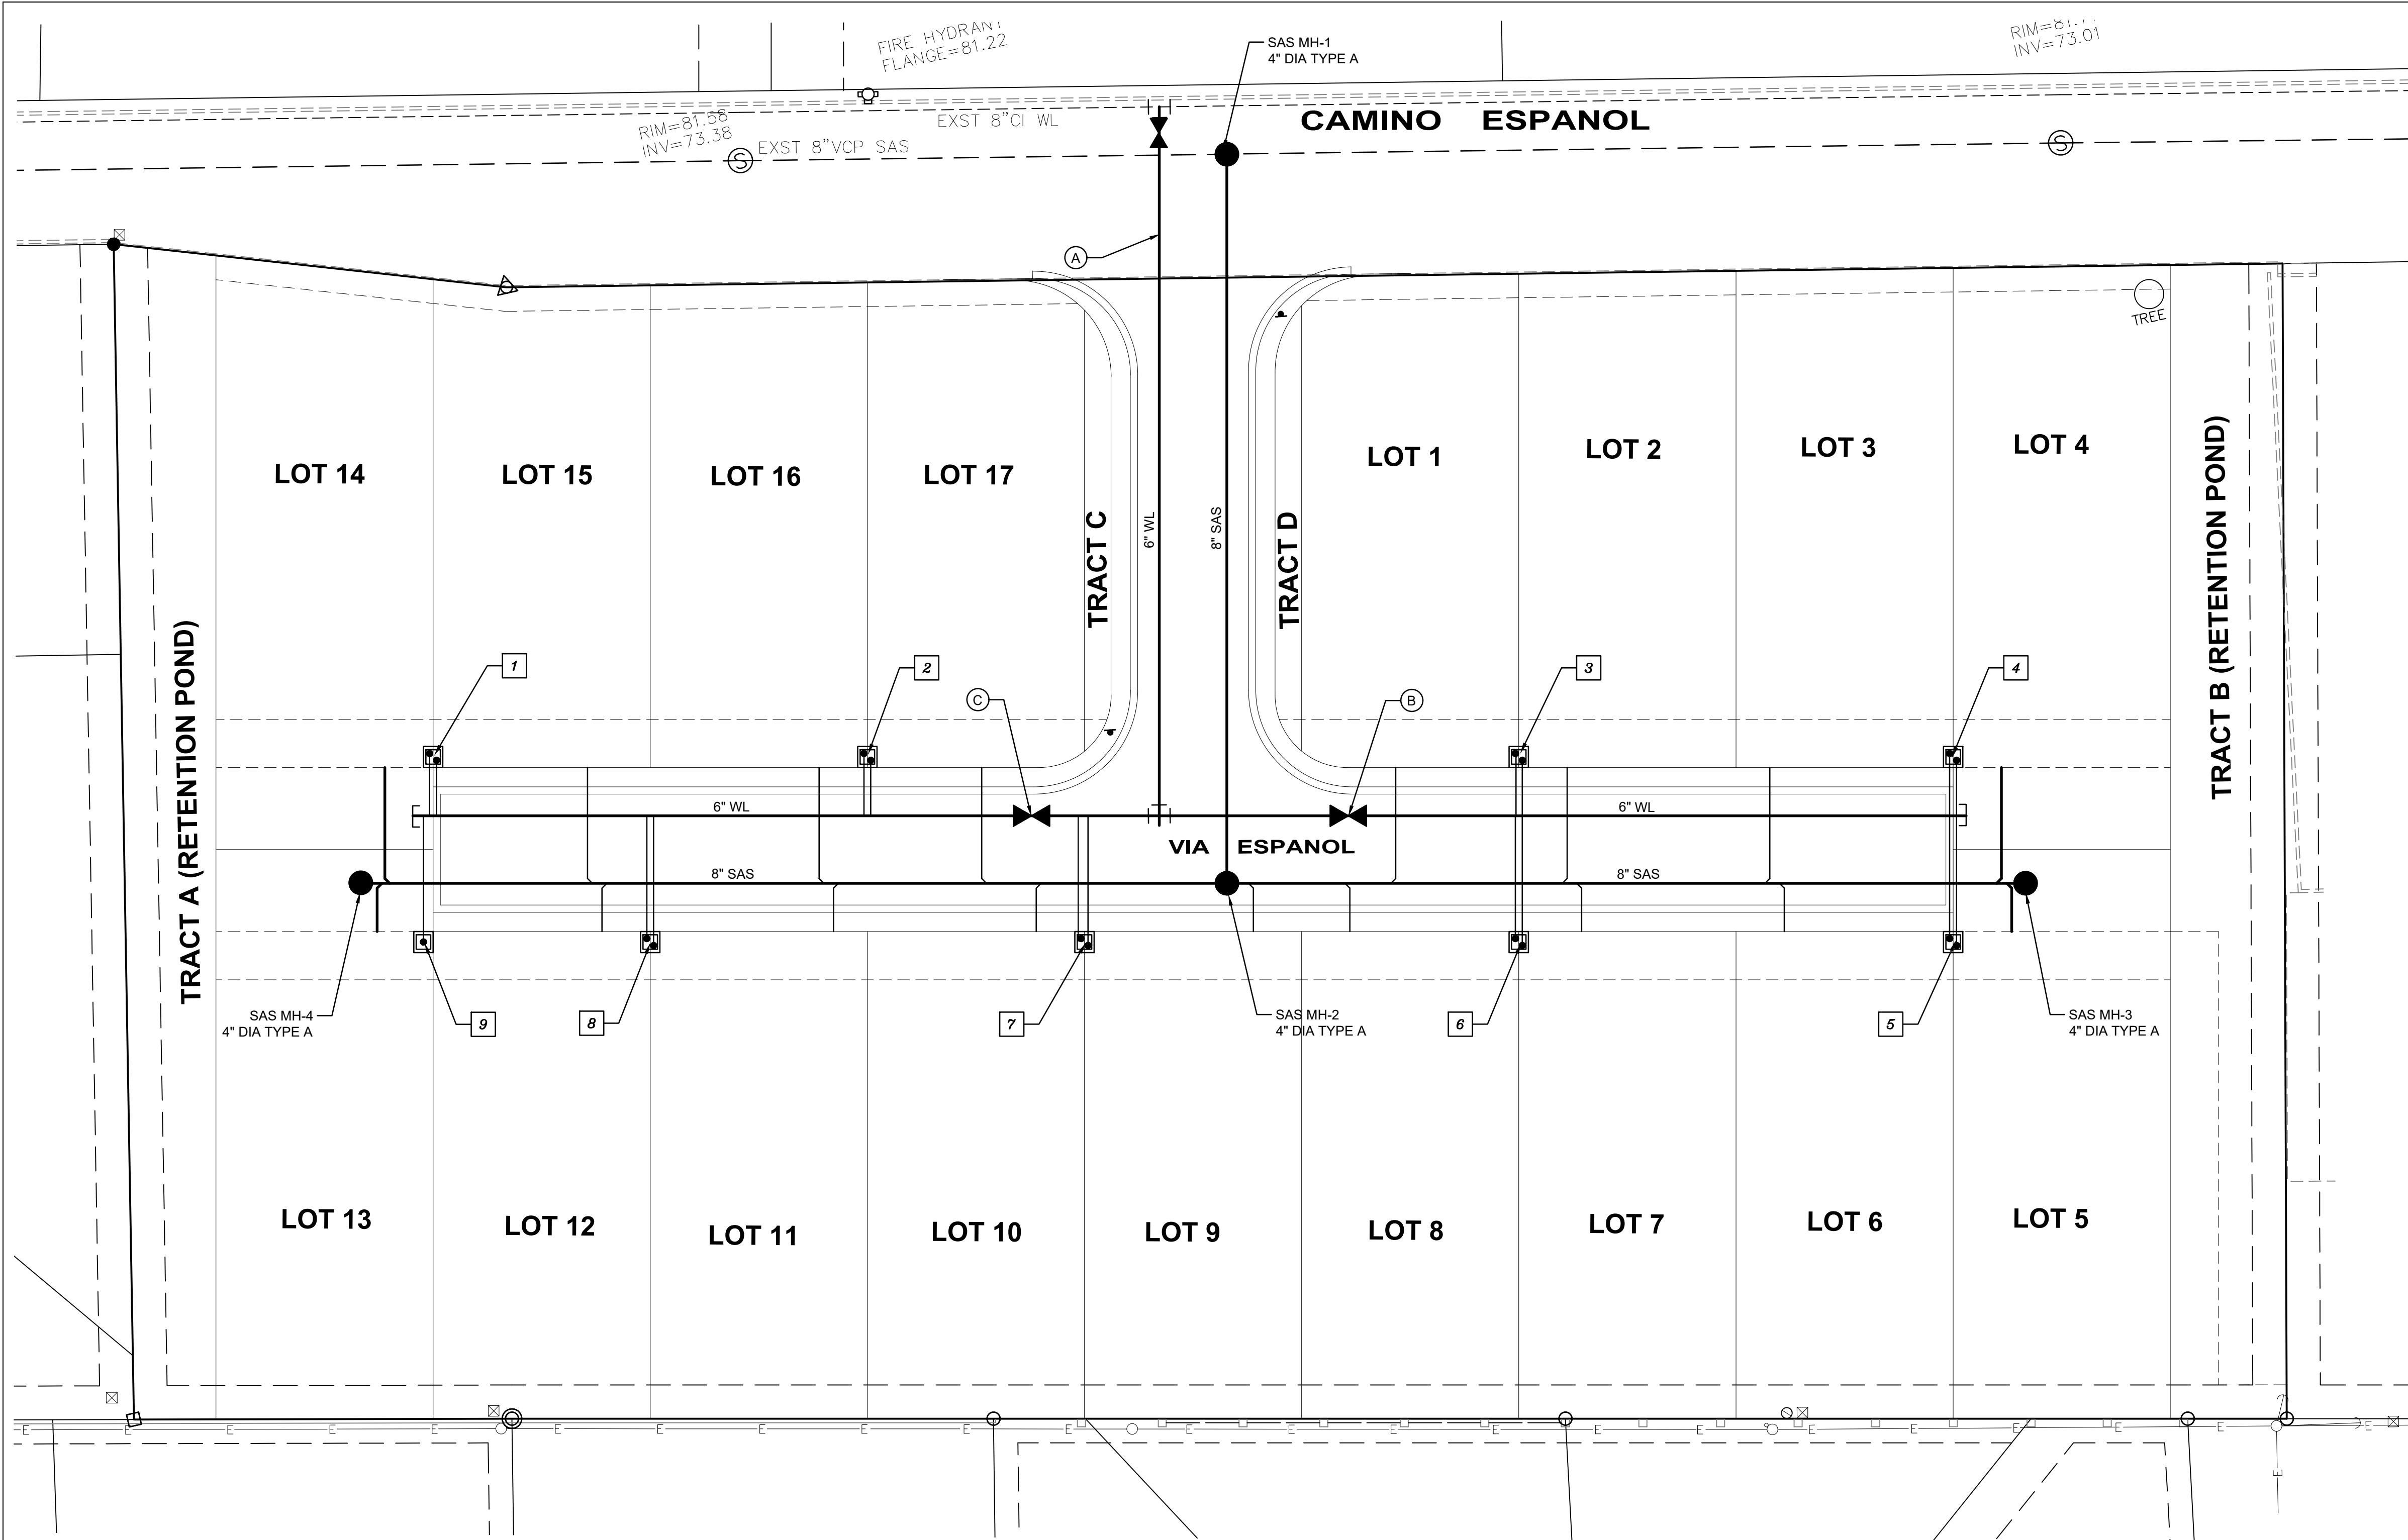 FIRE HYDRANT
FLANGE=81.22
SAS MH-1
4" DIA TYPE A
INV=73.01
RIM=81.58
INV=73.38
EXST 8"CI WL
EXST 8"VCP SAS
CAMINO ESPANOL
S
S
A
TREE
LOT 14
LOT 15
LOT 16
LOT 17
LOT 1
LOT 2
LOT 3
LOT 4
TRACT C
6" WL
8" SAS
TRACT D
TRACT B (RETENTION POND)
TRACT A (RETENTION POND)
1
2
C
B
3
4
6" WL
6" WL
VIA ESPANOL
8" SAS
8" SAS
SAS MH-4
4" DIA TYPE A
9
8
7
SAS MH-2
4" DIA TYPE A
6
5
SAS MH-3
4" DIA TYPE A
LOT 13
LOT 12
LOT 11
LOT 10
LOT 9
LOT 8
LOT 7
LOT 6
LOT 5
E E E E E E E E E E E E E E E E E E E E E E E E
E